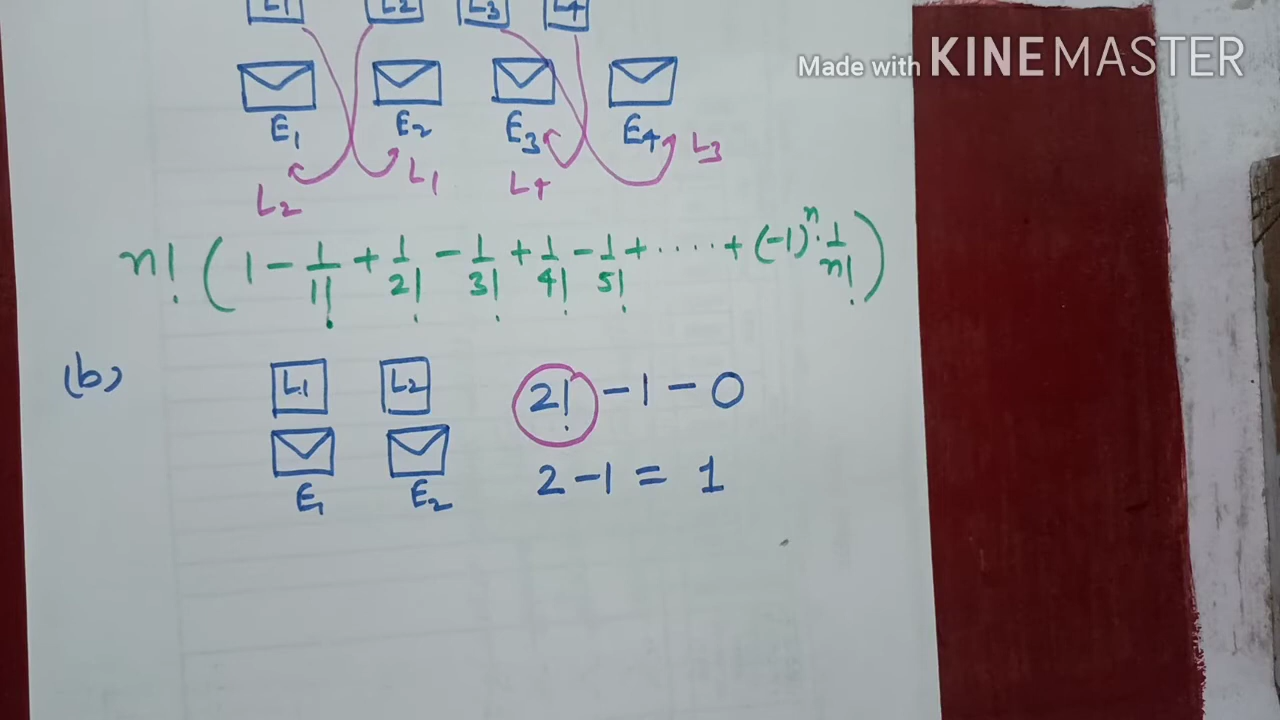 L1 L2 L3 L4
Made with KINEMASTER
E1 E2 E3 E4
L2 L1 L4 L3
n! (1 - 1/1! + 1/2! - 1/3! + 1/4! - 1/5! + ..... + (-1)^n · 1/n!)
(b) L1 L2 2! - 1 - 0
E1 E2 2 - 1 = 1